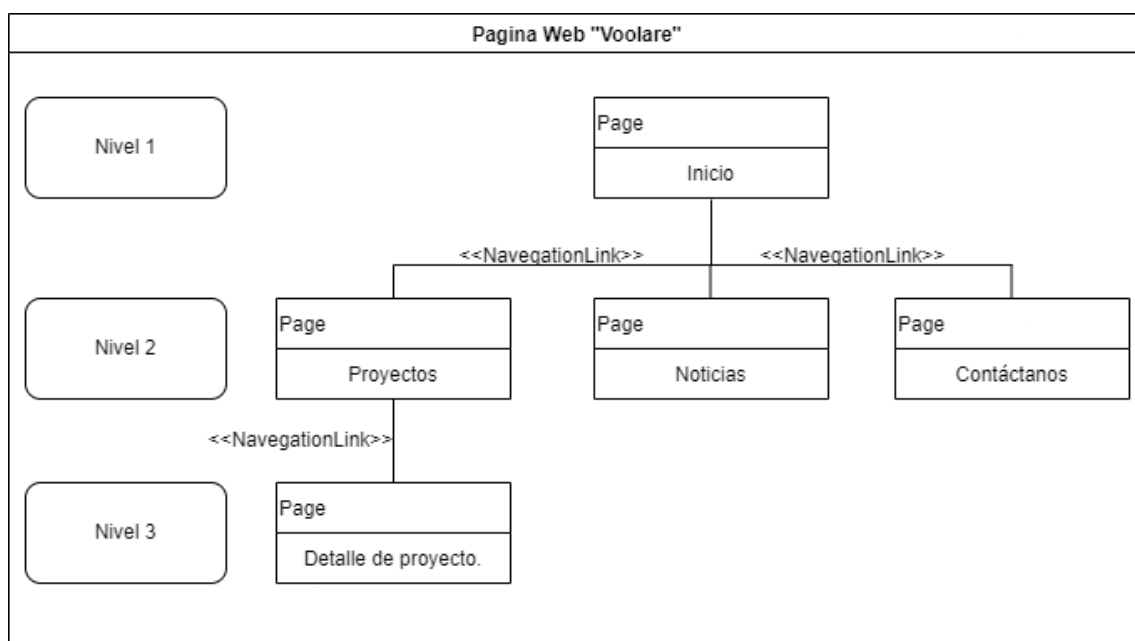 Pagina Web "Voolare"
Nivel 1
Page
Inicio
<<NavegationLink>>
<<NavegationLink>>
Nivel 2
Page
Proyectos
Page
Noticias
Page
Contáctanos
<<NavegationLink>>
Nivel 3
Page
Detalle de proyecto.